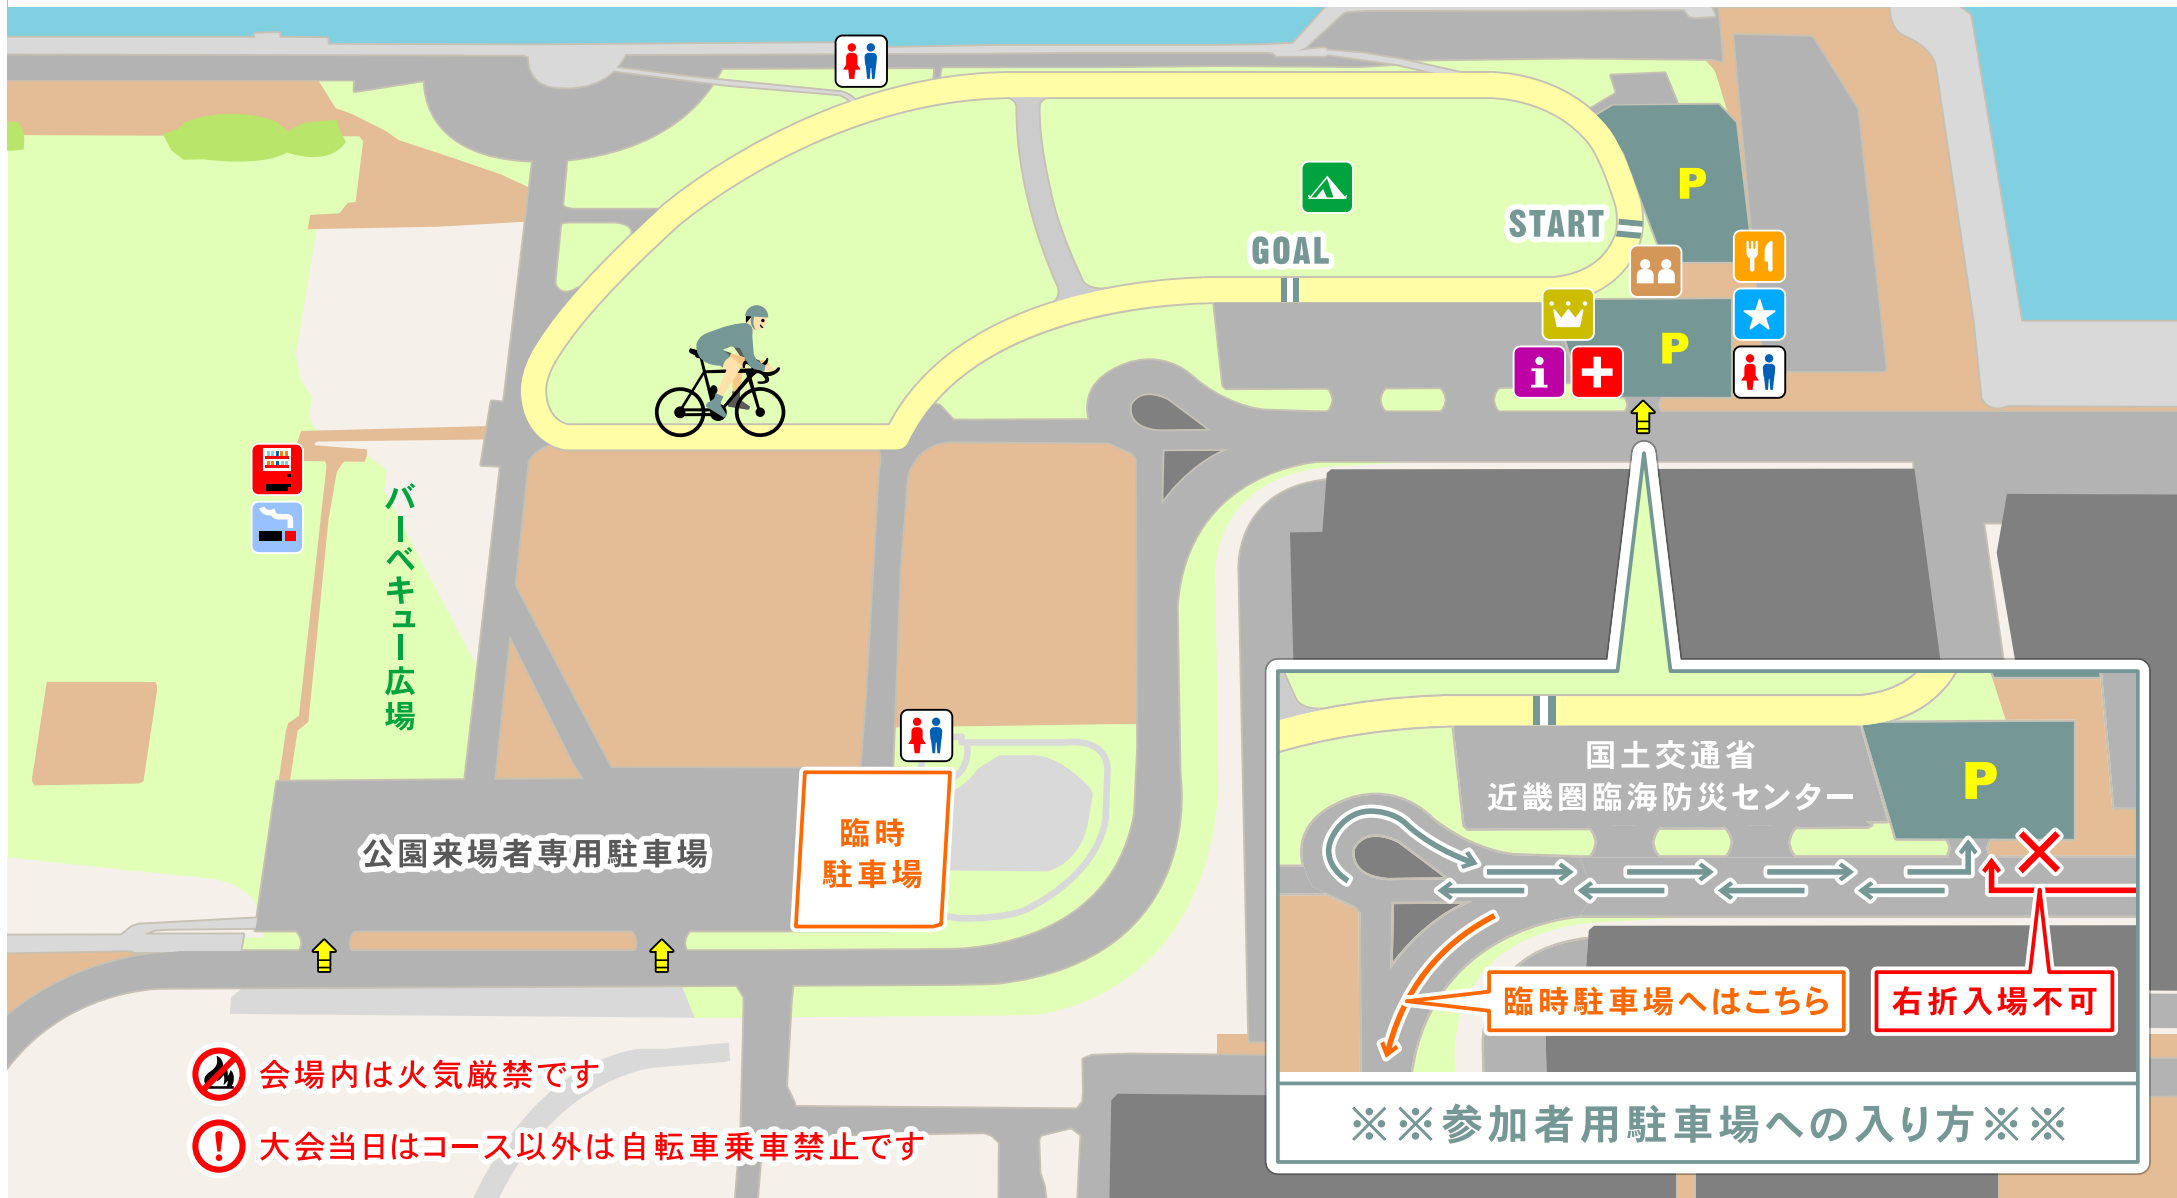 P
START
GOAL
P
i
バーベキュー広場
国土交通省
近畿圏臨海防災センター
P
臨時
駐車場
公園来場者専用駐車場
臨時駐車場へはこちら
右折入場不可
会場内は火気厳禁です
※※参加者用駐車場への入り方※※
!
大会当日はコース以外は自転車乗車禁止です